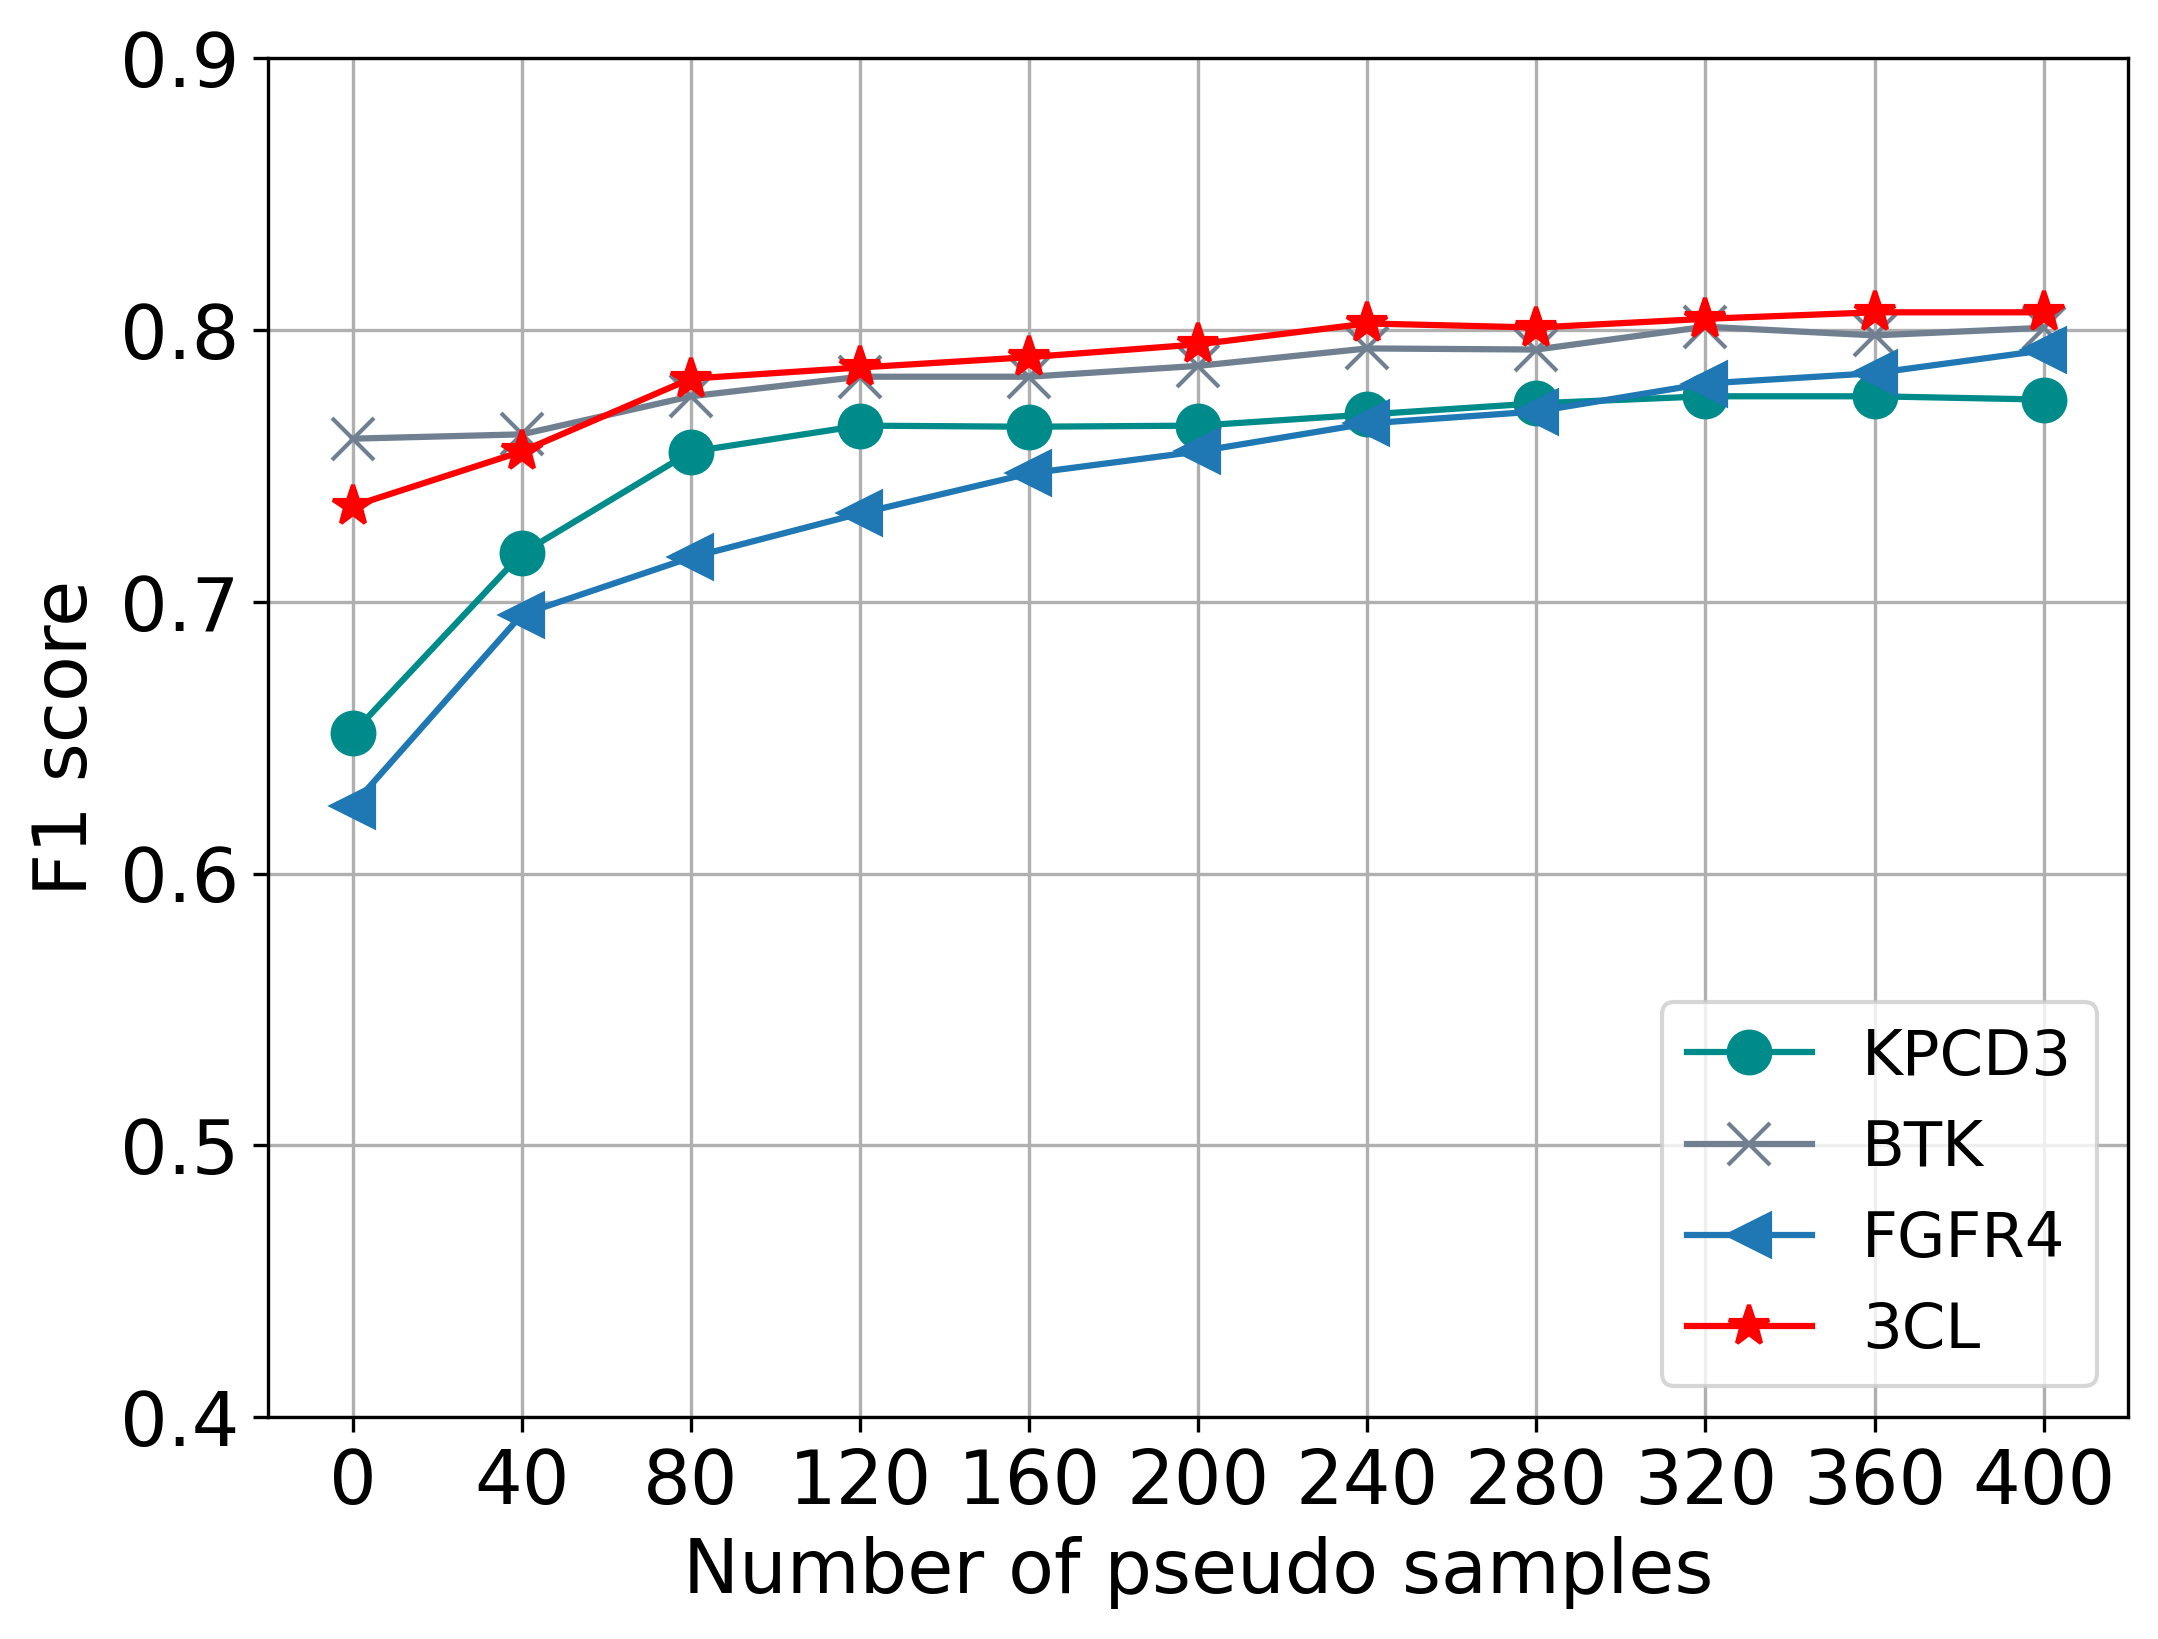 0.9
0.8
0.7
0.6
0.5
0.4
F1 score
0 40 80 120 160 200 240 280 320 360 400
Number of pseudo samples
KPCD3
BTK
FGFR4
3CL